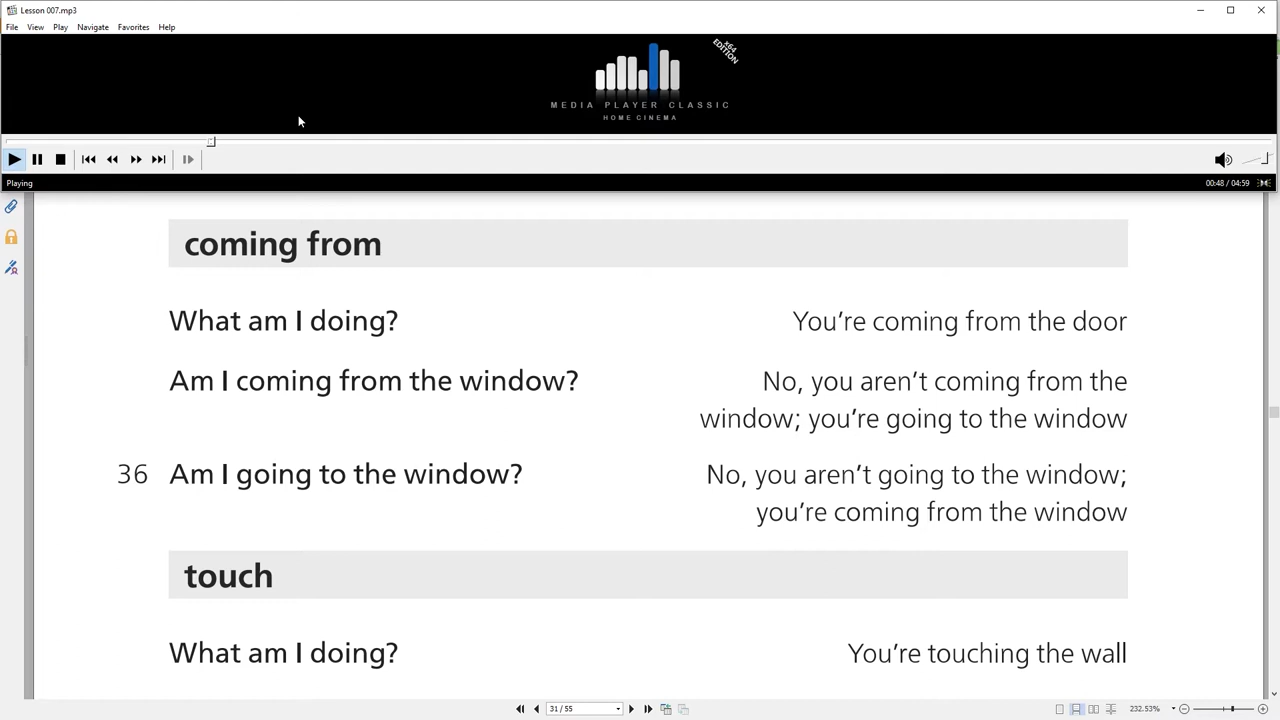 Lesson 007.mp3
File View Play Navigate Favorites Help
x64
EDITION
MEDIA PLAYER CLASSIC
HOME CINEMA
Playing
00:48 / 04:59
coming from
What am I doing?
You're coming from the door
Am I coming from the window?
No, you aren't coming from the
window; you're going to the window
36 Am I going to the window?
No, you aren't going to the window;
you're coming from the window
touch
What am I doing?
You're touching the wall
31 / 55
232.53%